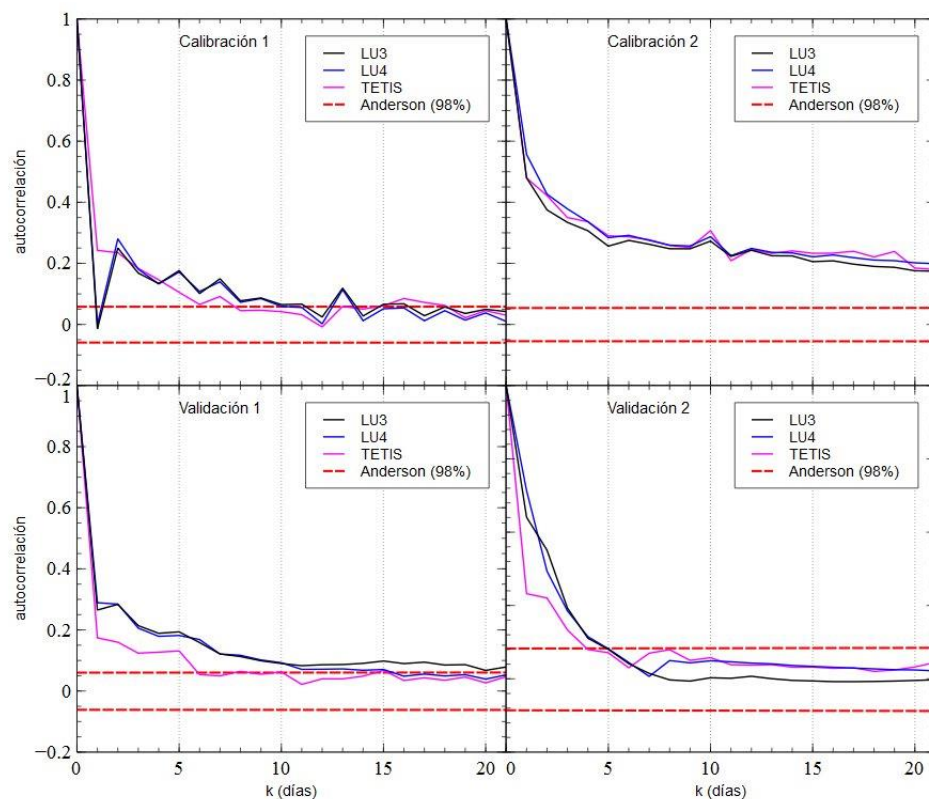 Calibración 1
LU3
LU4
TETIS
Anderson (98%)
Calibración 2
LU3
LU4
TETIS
Anderson (98%)
1
0.8
0.6
0.4
0.2
0
−0.2
autocorrelación
Validación 1
LU3
LU4
TETIS
Anderson (98%)
Validación 2
LU3
LU4
TETIS
Anderson (98%)
1
0.8
0.6
0.4
0.2
0
−0.2
autocorrelación
0 5 10 15 20
0 5 10 15 20
k (días)
k (días)